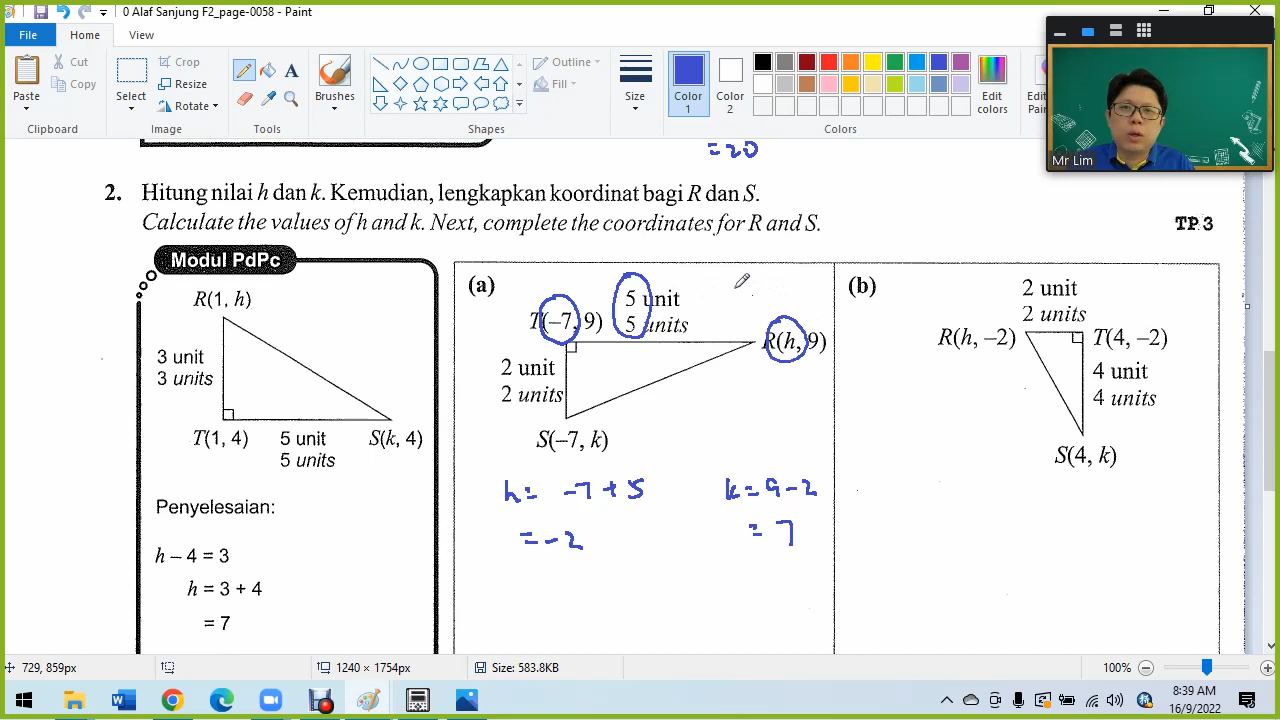 0 Alaf Sanjung F2_page-0058 - Paint
File Home View
Paste Cut Copy
Clipboard
Select Crop Resize Rotate
Image
Tools
Brushes
Outline Fill
Shapes
Size
Color 1
Color 2
Edit colors
Colors
Mr Lim
= 20
2. Hitung nilai h dan k. Kemudian, lengkapkan koordinat bagi R dan S.
Calculate the values of h and k. Next, complete the coordinates for R and S.
TP 3
Modul PdPc
R(1, h)
3 unit
3 units
T(1, 4)
5 unit
5 units
S(k, 4)
Penyelesaian:
h – 4 = 3
h = 3 + 4
= 7
(a)
5 unit
5 units
T(–7, 9)
R(h, 9)
2 unit
2 units
S(–7, k)
h = -7 + 5
= -2
k = 9 - 2
= 7
(b)
2 unit
2 units
R(h, –2)
T(4, –2)
4 unit
4 units
S(4, k)
729, 859px
1240 × 1754px
Size: 583.8KB
100%
8:39 AM
16/9/2022